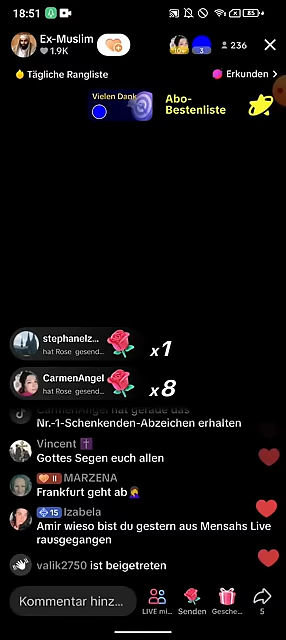 18:51
85
Ex-Muslim
1.9K
3
236
Tägliche Rangliste
Erkunden >
Vielen Dank
Abo-
Bestenliste
stephanelz...
hat Rose gesend...
x1
CarmenAngel
hat Rose gesend...
x8
CarmenAngel hat gerade das
Nr.-1-Schenkenden-Abzeichen erhalten
Vincent
Gottes Segen euch allen
II MARZENA
Frankfurt geht ab
15 Izabela
Amir wieso bist du gestern aus Mensahs Live
rausgegangen
valik2750 ist beigetreten
Kommentar hinz...
LIVE mi...
Senden
Gesche...
5